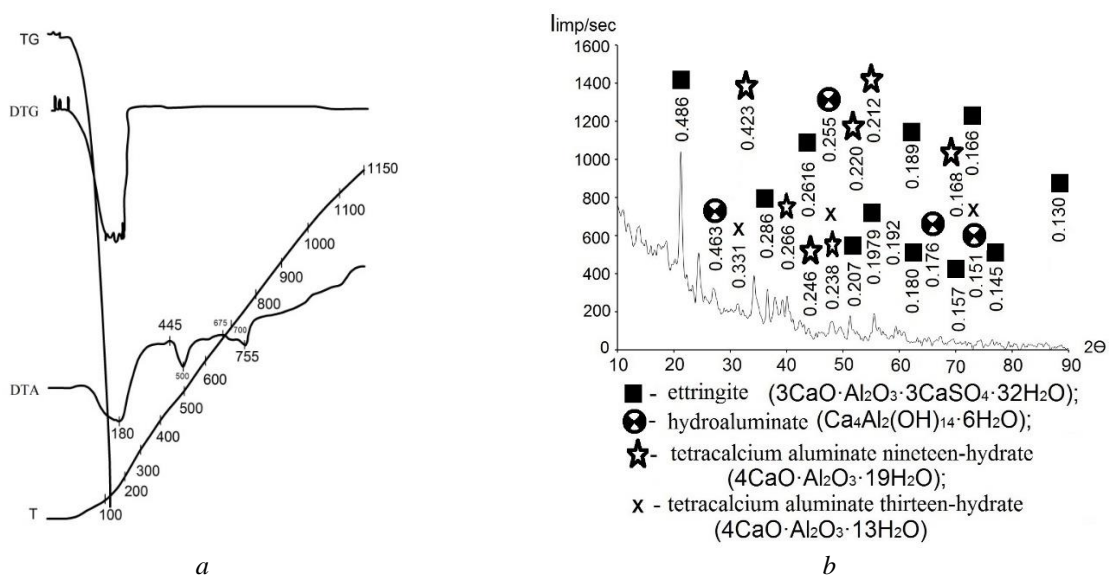 TG
DTG
DTA
T
100
200
300
400
500
600
675
700
800
900
1000
1100
1150
180
445
500
755
a
Iimp/sec
1600
1400
1200
1000
800
600
400
200
0
10 20 30 40 50 60 70 80 90
2Θ
0.486
0.423
0.255
0.220
0.212
0.2616
0.189
0.168
0.166
0.130
0.463
0.331
0.286
0.266
0.246
0.238
0.207
0.1979
0.192
0.180
0.176
0.157
0.151
0.145
x
x
x
- ettringite (3CaO·Al2O3·3CaSO4·32H2O);
- hydroaluminate (Ca4Al2(OH)14·6H2O);
- tetracalcium aluminate nineteen-hydrate
(4CaO·Al2O3·19H2O);
x - tetracalcium aluminate thirteen-hydrate
(4CaO·Al2O3·13H2O)
b